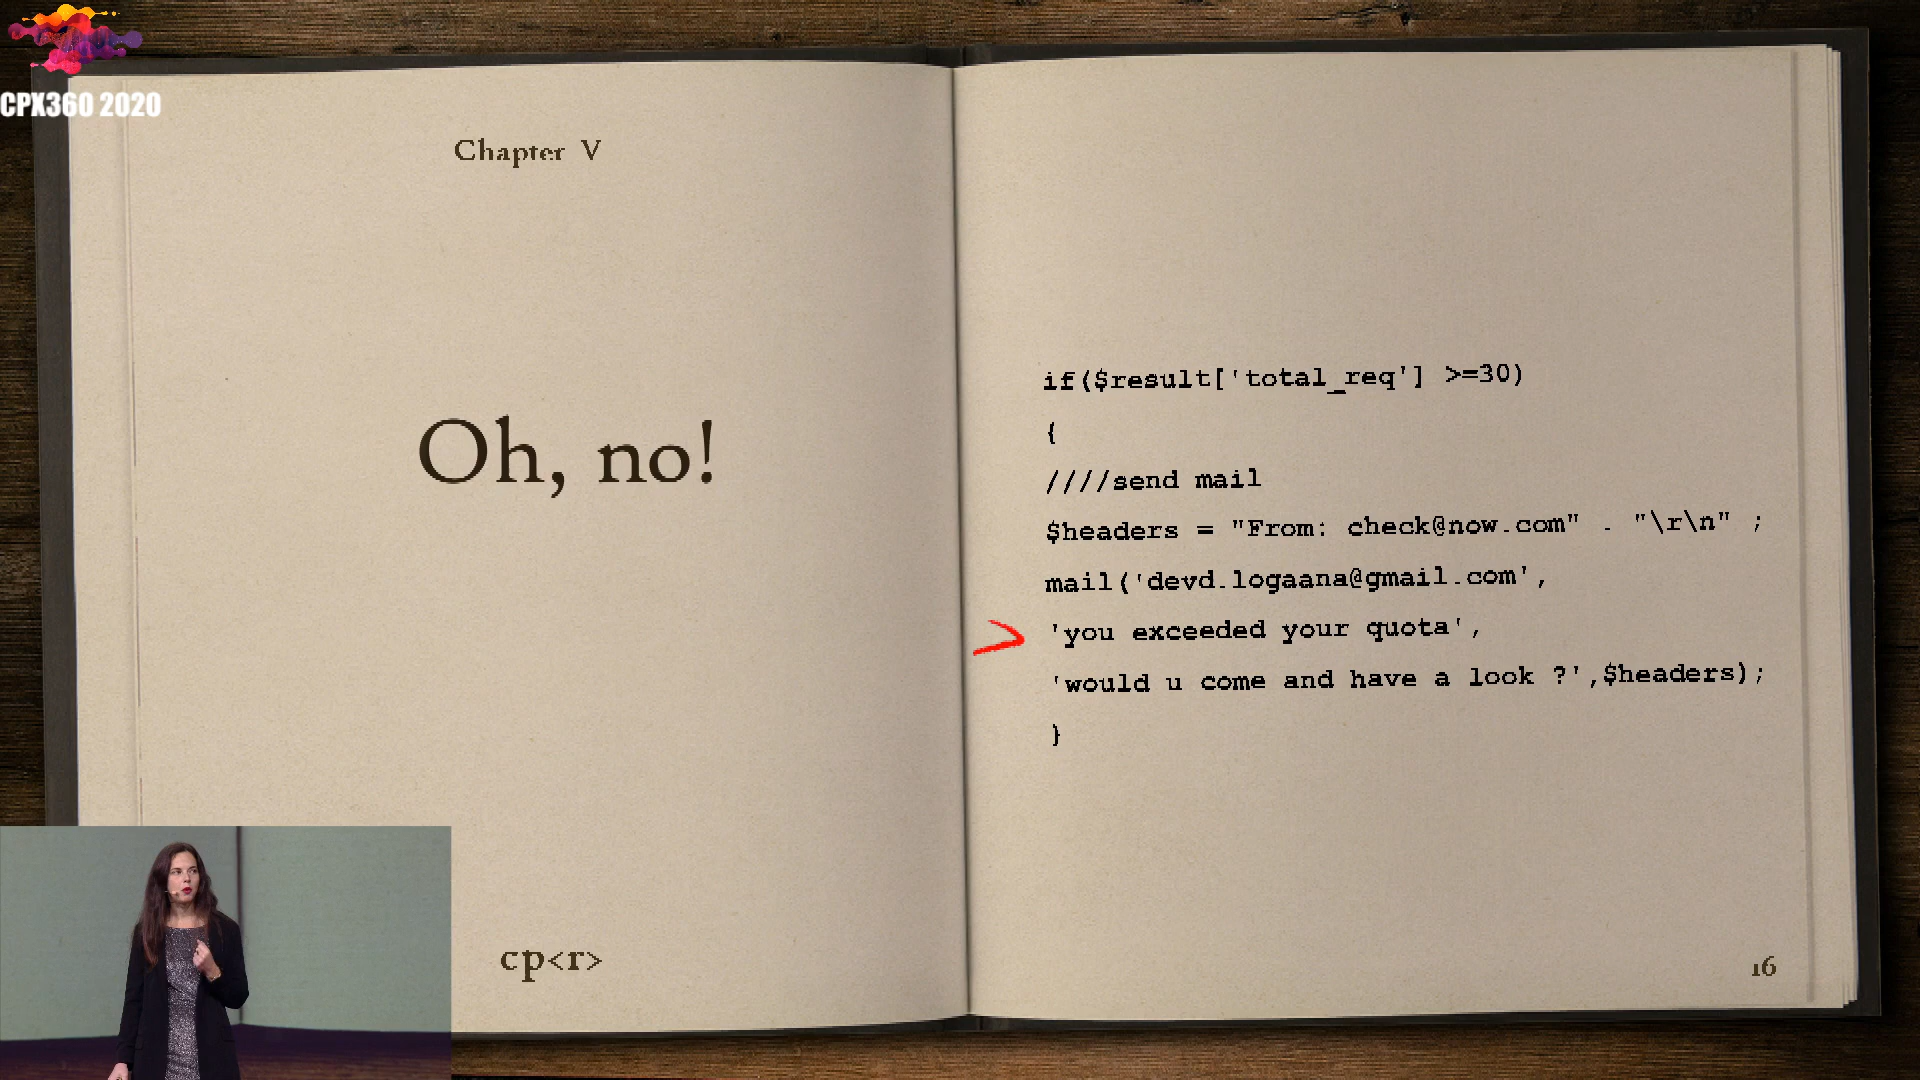 CPX360 2020
Chapter V
Oh, no!
cp<r>
if($result['total_req'] >=30)
{
////send mail
$headers = "From: check@now.com" . "\r\n" ;
mail('devd.logaana@gmail.com',
'you exceeded your quota',
'would u come and have a look ?',$headers);
}
16